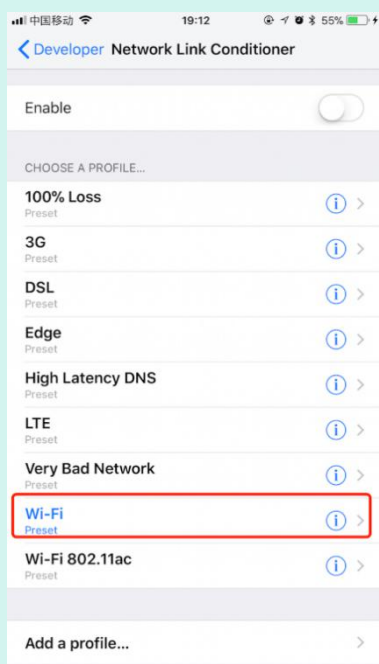 中国移动 19:12 55%
Developer Network Link Conditioner
Enable
CHOOSE A PROFILE...
100% Loss
Preset
3G
Preset
DSL
Preset
Edge
Preset
High Latency DNS
Preset
LTE
Preset
Very Bad Network
Preset
Wi-Fi
Preset
Wi-Fi 802.11ac
Preset
Add a profile...